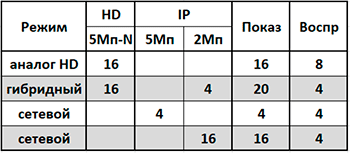 Режим HD IP Показ Воспр
5Мп-N 5Мп 2Мп
аналог HD 16 16 8
гибридный 16 4 20 4
сетевой 4 4 4
сетевой 16 16 4